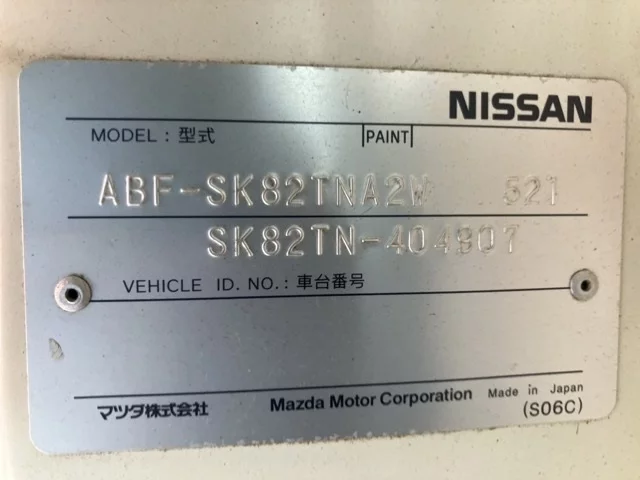 NISSAN
MODEL : 型式 PAINT
ABF-SK82TNA2W 521
SK82TN-404907
VEHICLE ID. NO. : 車台番号
マツダ株式会社 Mazda Motor Corporation Made in Japan
(S06C)